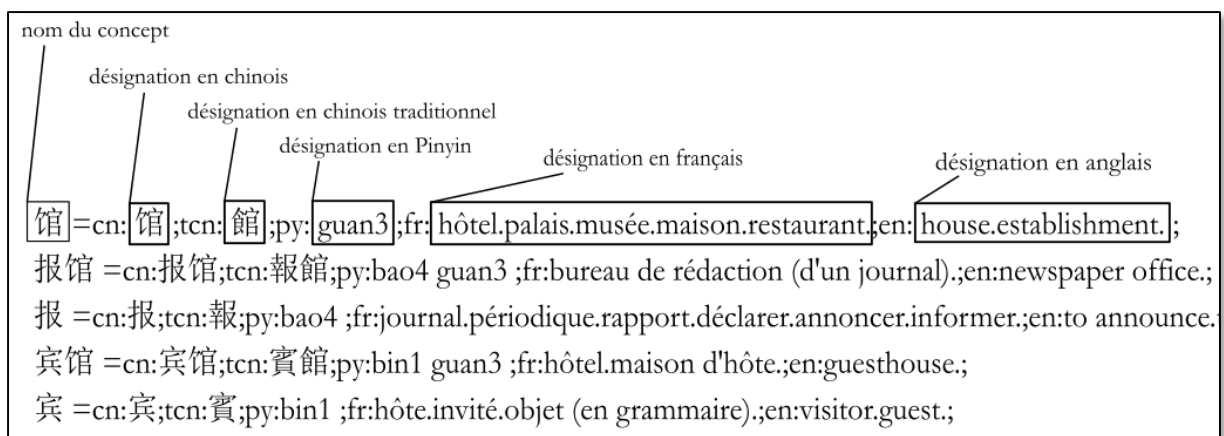 nom du concept
désignation en chinois
désignation en chinois traditionnel
désignation en Pinyin
désignation en français
désignation en anglais
馆 =cn: 馆 ;tcn: 館 ;py: guan3 ;fr: hôtel.palais.musée.maison.restaurant.;en: house.establishment. ;
报馆 =cn:报馆;tcn:報館;py:bao4 guan3 ;fr:bureau de rédaction (d'un journal).;en:newspaper office.;
报 =cn:报;tcn:報;py:bao4 ;fr:journal.périodique.rapport.déclarer.annoncer.informer.;en:to announce.
宾馆 =cn:宾馆;tcn:賓館;py:bin1 guan3 ;fr:hôtel.maison d'hôte.;en:guesthouse.;
宾 =cn:宾;tcn:賓;py:bin1 ;fr:hôte.invité.objet (en grammaire).;en:visitor.guest.;